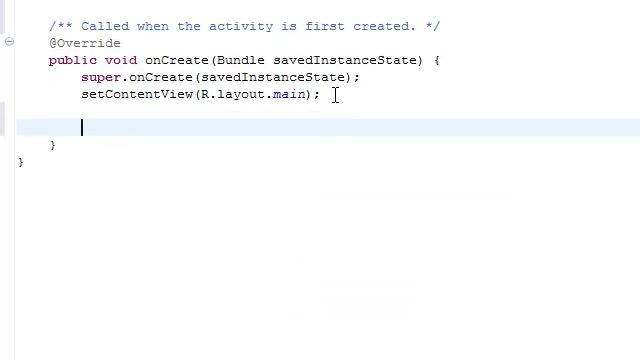 /** Called when the activity is first created. */
@Override
public void onCreate(Bundle savedInstanceState) {
super.onCreate(savedInstanceState);
setContentView(R.layout.main);
}
}